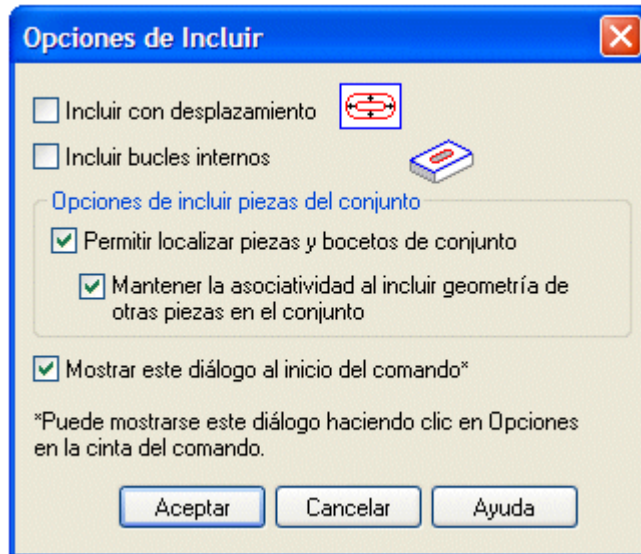 Opciones de Incluir
Incluir con desplazamiento
Incluir bucles internos
Opciones de incluir piezas del conjunto
Permitir localizar piezas y bocetos de conjunto
Mantener la asociatividad al incluir geometría de
otras piezas en el conjunto
Mostrar este diálogo al inicio del comando*
*Puede mostrarse este diálogo haciendo clic en Opciones
en la cinta del comando.
Aceptar Cancelar Ayuda